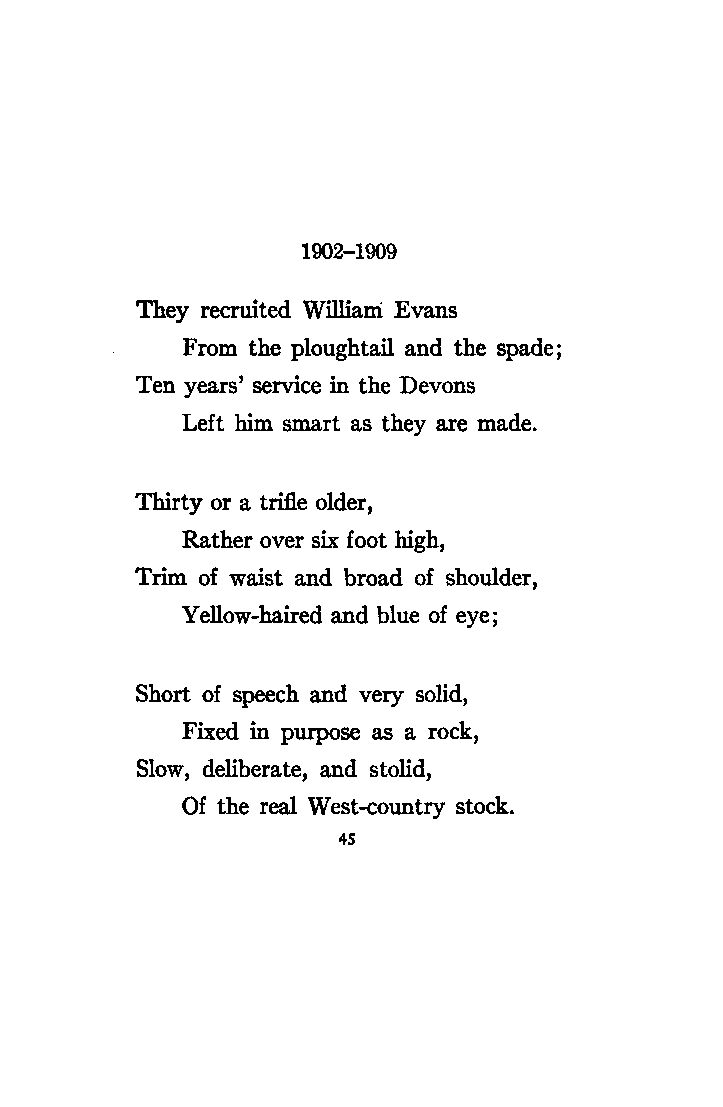 1902–1909
They recruited William Evans
From the ploughtail and the spade;
Ten years' service in the Devons
Left him smart as they are made.
Thirty or a trifle older,
Rather over six foot high,
Trim of waist and broad of shoulder,
Yellow-haired and blue of eye;
Short of speech and very solid,
Fixed in purpose as a rock,
Slow, deliberate, and stolid,
Of the real West-country stock.
45